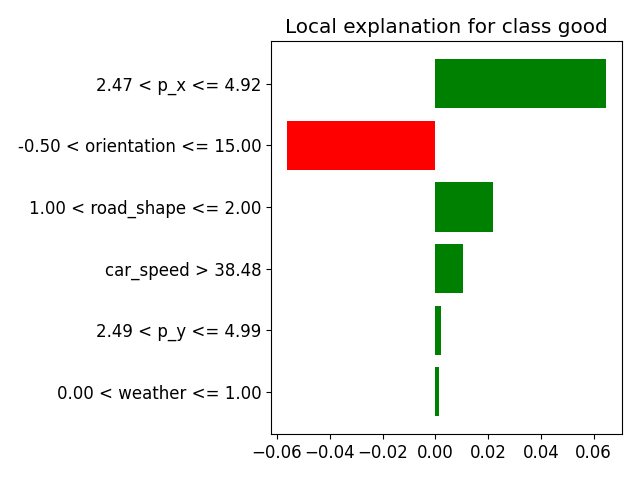 Local explanation for class good
2.47 < p_x <= 4.92
-0.50 < orientation <= 15.00
1.00 < road_shape <= 2.00
car_speed > 38.48
2.49 < p_y <= 4.99
0.00 < weather <= 1.00
−0.06 −0.04 −0.02 0.00 0.02 0.04 0.06